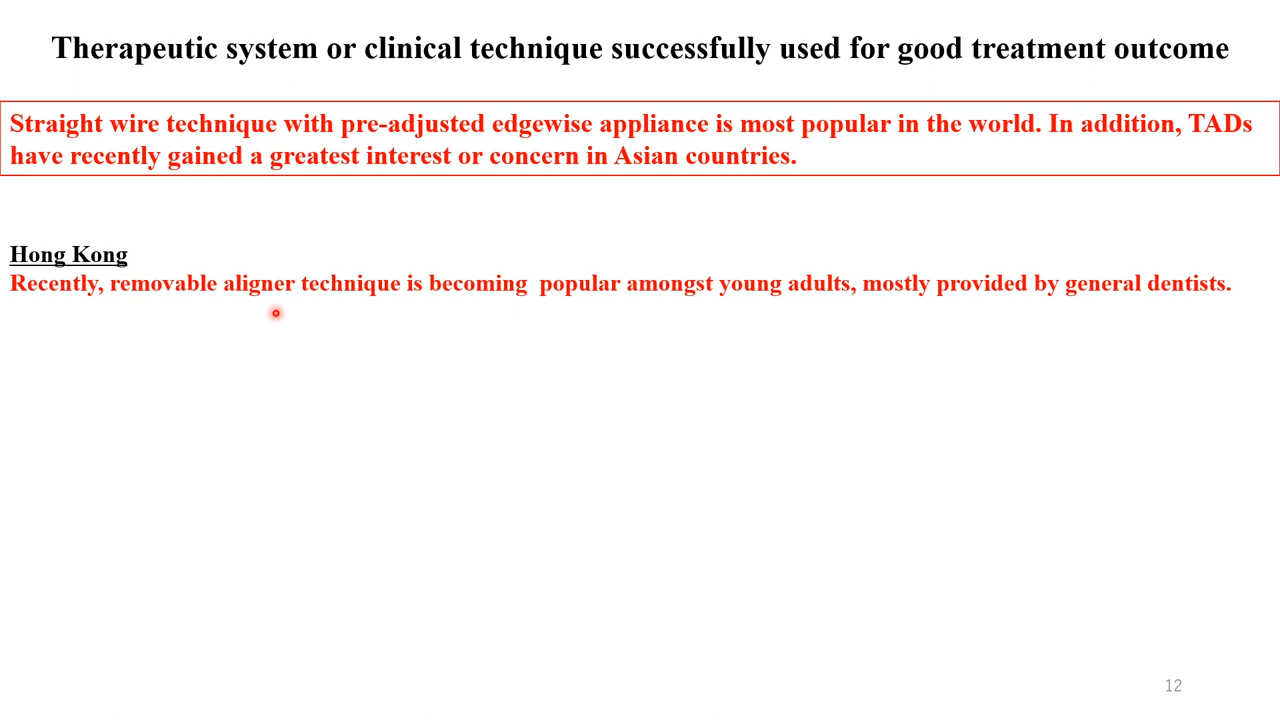 Therapeutic system or clinical technique successfully used for good treatment outcome
Straight wire technique with pre-adjusted edgewise appliance is most popular in the world. In addition, TADs
have recently gained a greatest interest or concern in Asian countries.
Hong Kong
Recently, removable aligner technique is becoming  popular amongst young adults, mostly provided by general dentists.
12